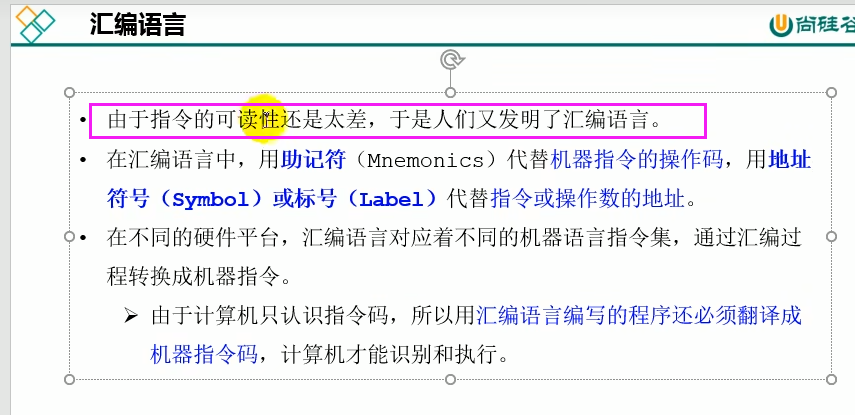 汇编语言
尚硅谷
• 由于指令的可读性还是太差，于是人们又发明了汇编语言。
• 在汇编语言中，用助记符（Mnemonics）代替机器指令的操作码，用地址
符号（Symbol）或标号（Label）代替指令或操作数的地址。
• 在不同的硬件平台，汇编语言对应着不同的机器语言指令集，通过汇编过
程转换成机器指令。
➢ 由于计算机只认识指令码，所以用汇编语言编写的程序还必须翻译成
机器指令码，计算机才能识别和执行。